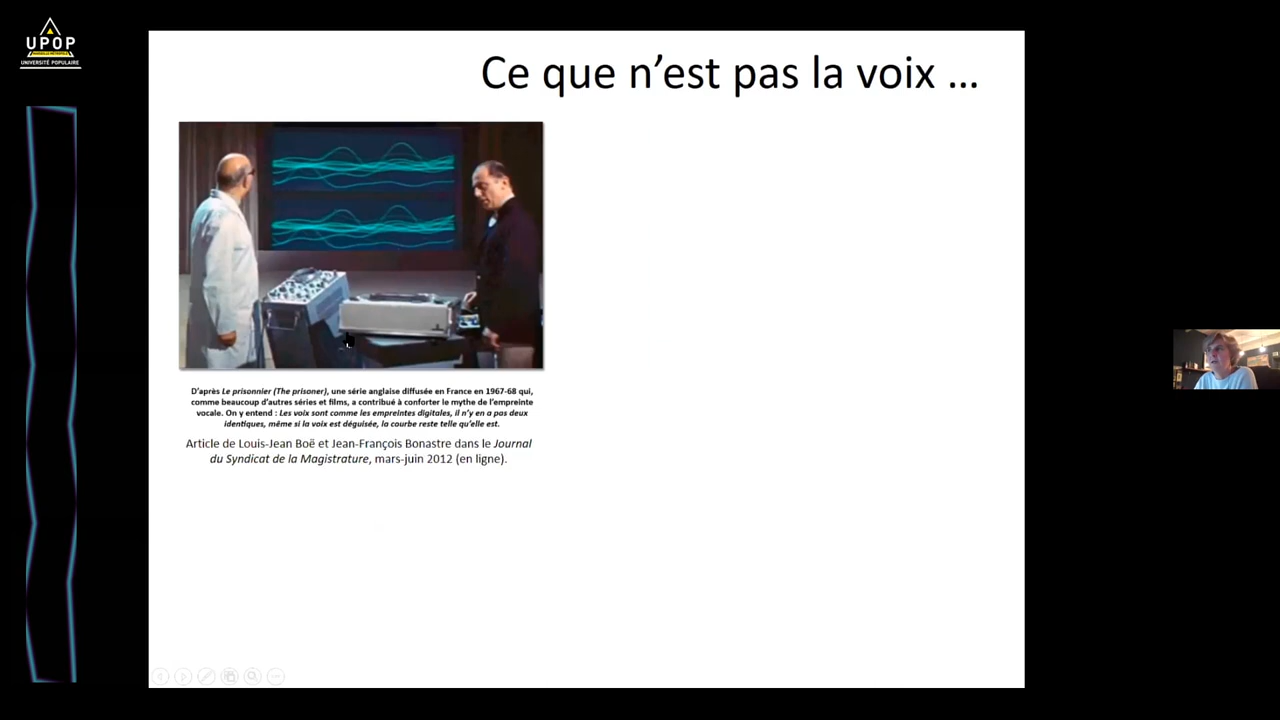 UPOP
MARSEILLE MÉTROPOLE
UNIVERSITÉ POPULAIRE
Ce que n’est pas la voix …
D’après Le prisonnier (The prisoner), une série anglaise diffusée en France en 1967-68 qui,
comme beaucoup d’autres séries et films, a contribué à conforter le mythe de l’empreinte
vocale. On y entend : Les voix sont comme les empreintes digitales, il n’y en a pas deux
identiques, même si la voix est déguisée, la courbe reste telle qu’elle est.
Article de Louis-Jean Boë et Jean-François Bonastre dans le Journal
du Syndicat de la Magistrature, mars-juin 2012 (en ligne).